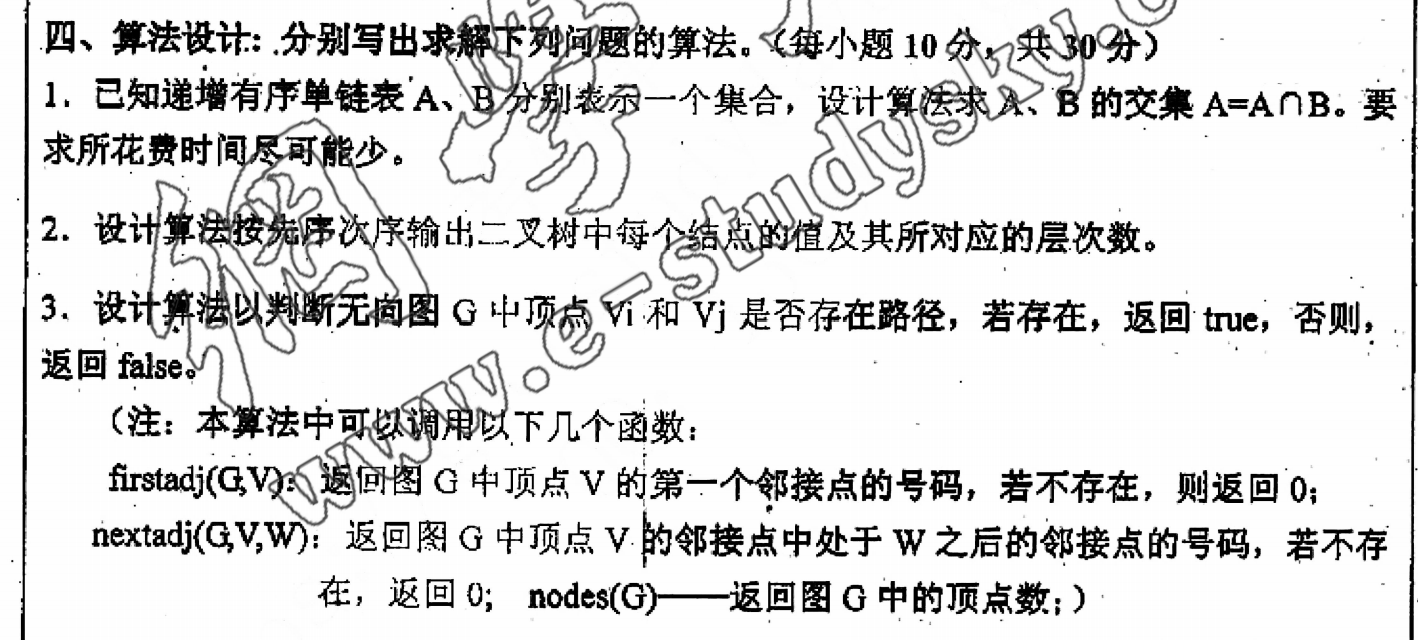 四、算法设计：分别写出求解下列问题的算法。（每小题 10 分，共 30 分）
1．已知递增有序单链表 A、B 分别表示一个集合，设计算法求 A、B 的交集 A=A∩B。要
求所花费时间尽可能少。
2．设计算法按先序次序输出二叉树中每个结点的值及其所对应的层次数。
3．设计算法以判断无向图 G 中顶点 Vi 和 Vj 是否存在路径，若存在，返回 true，否则，
返回 false。
（注：本算法中可以调用以下几个函数：
firstadj(G,V)：返回图 G 中顶点 V 的第一个邻接点的号码，若不存在，则返回 0；
nextadj(G,V,W)：返回图 G 中顶点 V 的邻接点中处于 W 之后的邻接点的号码，若不存
在，返回 0； nodes(G)——返回图 G 中的顶点数；）
www.e-studysky.c